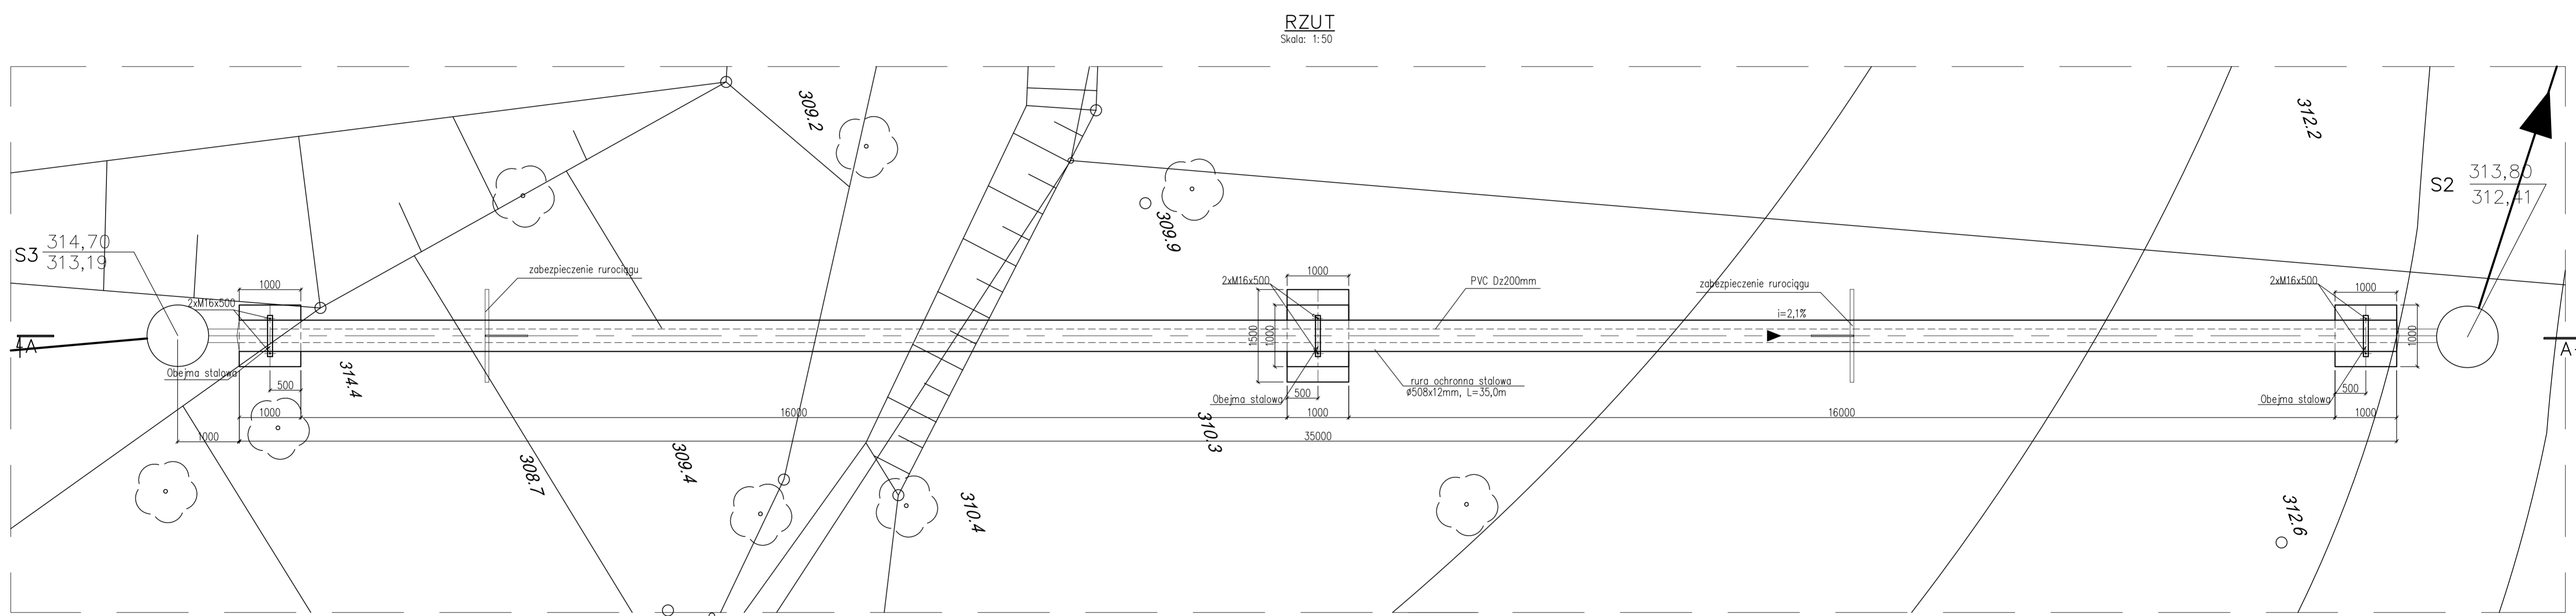 RZUT
Skala: 1:50
309.2
312.2
S2
313,80
312,41
309.9
S3
314,70
313,19
zabezpieczenie rurociągu
1000
2xM16x500
1000
2xM16x500
PVC Dz200mm
zabezpieczenie rurociągu
2xM16x500
1000
i=2,1%
1500
1000
1000
A
A
Obejma stalowa
314.4
500
rura ochronna stalowa
ø508x12mm, L=35,0m
Obejma stalowa
500
Obejma stalowa
500
1000
16000
1000
16000
1000
1000
35000
310.3
309.4
308.7
310.4
312.6